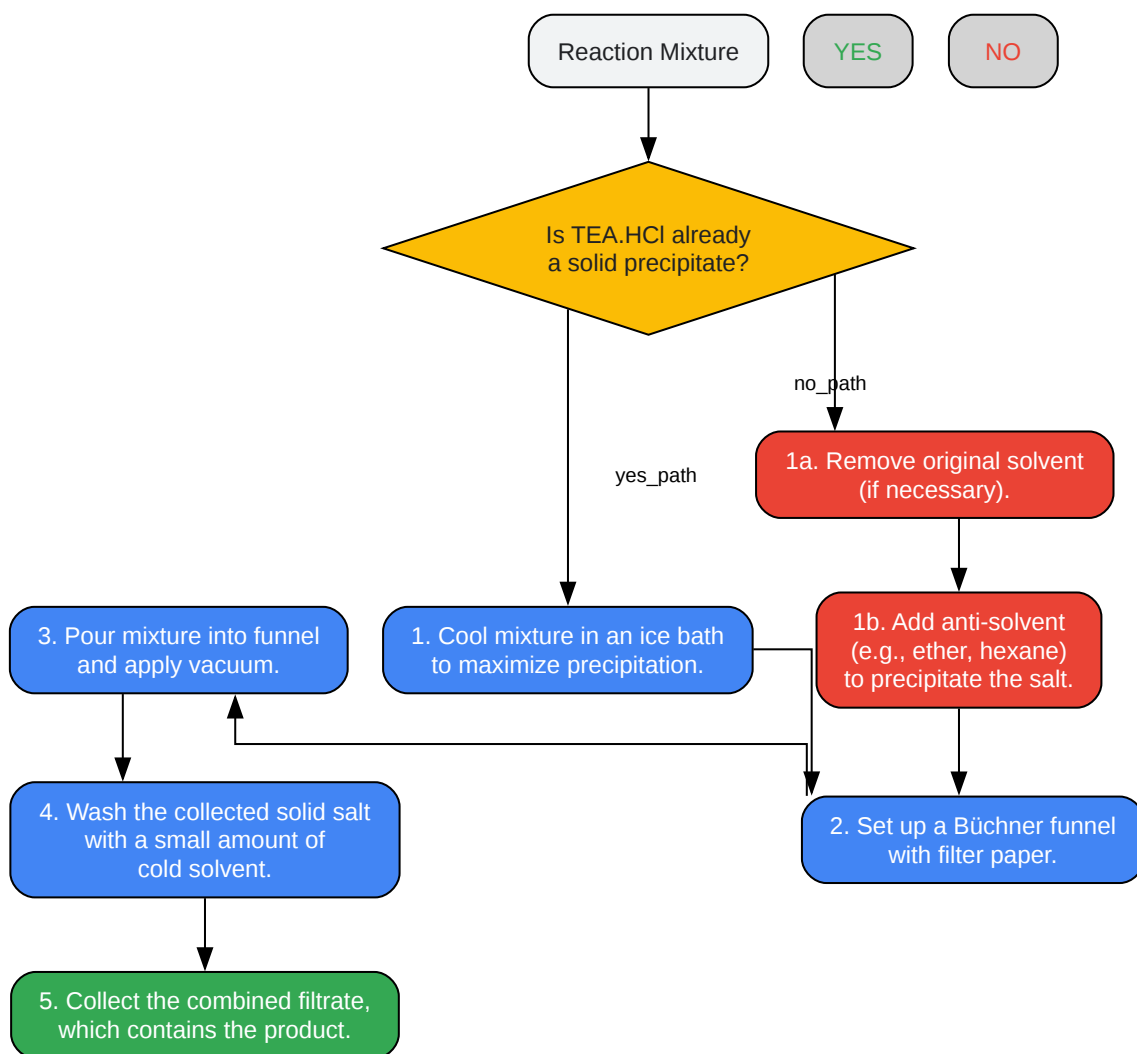 Reaction Mixture
YES
NO
Is TEA.HCl already
a solid precipitate?
no_path
yes_path
1a. Remove original solvent
(if necessary).
3. Pour mixture into funnel
and apply vacuum.
1. Cool mixture in an ice bath
to maximize precipitation.
1b. Add anti-solvent
(e.g., ether, hexane)
to precipitate the salt.
4. Wash the collected solid salt
with a small amount of
cold solvent.
2. Set up a Büchner funnel
with filter paper.
5. Collect the combined filtrate,
which contains the product.